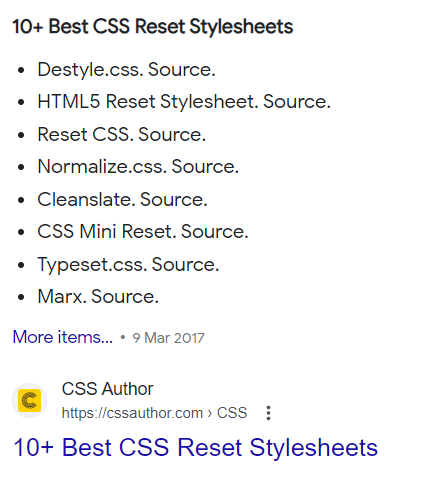 10+ Best CSS Reset Stylesheets
• Destyle.css. Source.
• HTML5 Reset Stylesheet. Source.
• Reset CSS. Source.
• Normalize.css. Source.
• Cleanslate. Source.
• CSS Mini Reset. Source.
• Typeset.css. Source.
• Marx. Source.
More items... • 9 Mar 2017
CSS Author
https://cssauthor.com › CSS
10+ Best CSS Reset Stylesheets